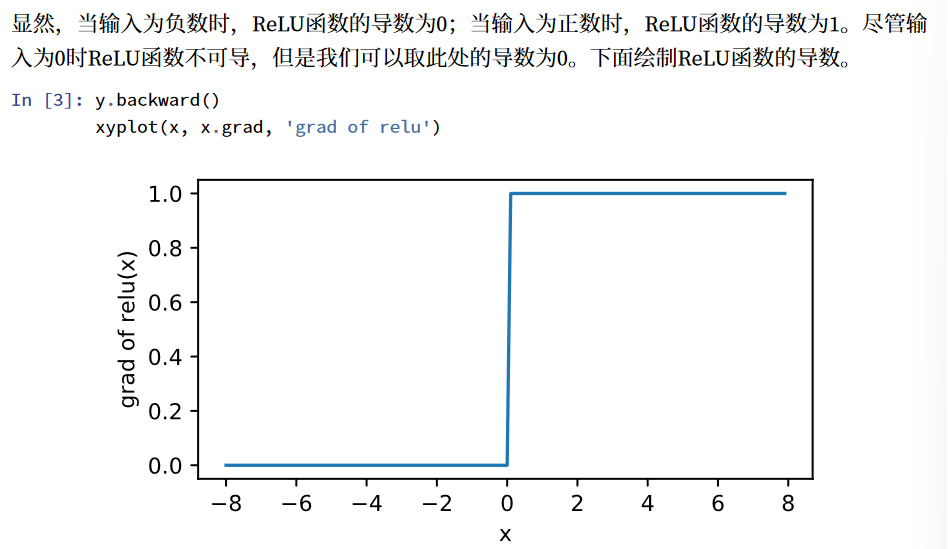 显然，当输入为负数时，ReLU函数的导数为0；当输入为正数时，ReLU函数的导数为1。尽管输
入为0时ReLU函数不可导，但是我们可以取此处的导数为0。下面绘制ReLU函数的导数。
In [3]: y.backward()
xyplot(x, x.grad, 'grad of relu')
1.0
0.8
0.6
0.4
0.2
0.0
grad of relu(x)
−8 −6 −4 −2 0 2 4 6 8
x